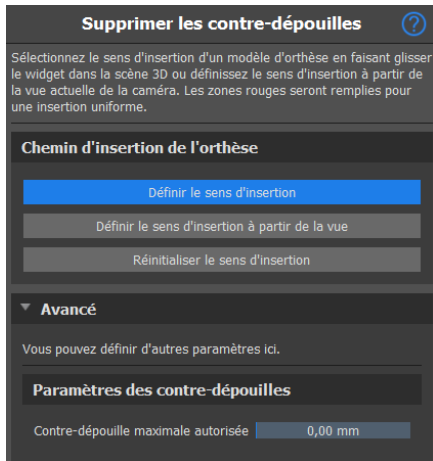 Supprimer les contre-dépouilles
?
Sélectionnez le sens d'insertion d'un modèle d'orthèse en faisant glisser
le widget dans la scène 3D ou définissez le sens d'insertion à partir de
la vue actuelle de la caméra. Les zones rouges seront remplies pour
une insertion uniforme.
Chemin d'insertion de l'orthèse
Définir le sens d'insertion
Définir le sens d'insertion à partir de la vue
Réinitialiser le sens d'insertion
Avancé
Vous pouvez définir d'autres paramètres ici.
Paramètres des contre-dépouilles
Contre-dépouille maximale autorisée 0,00 mm